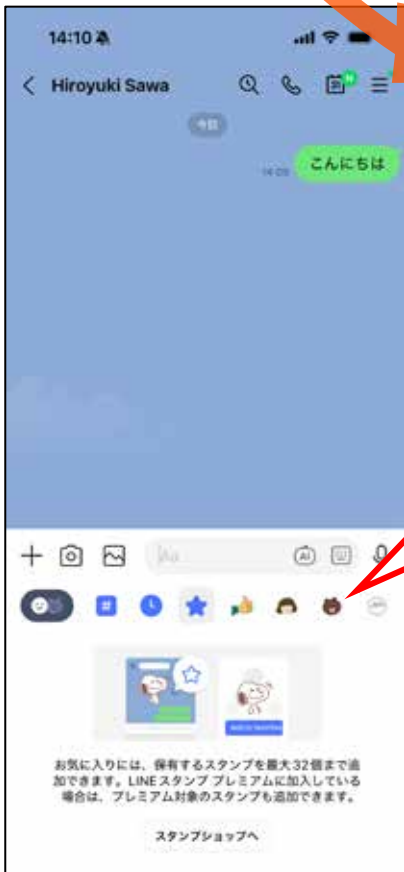 14:10
Hiroyuki Sawa
今日
こんにちは
Aa
AI
お気に入りには、保有するスタンプを最大32個まで追
加できます。LINEスタンプ プレミアムに加入している
場合は、プレミアム対象のスタンプも追加できます。
スタンプショップへ